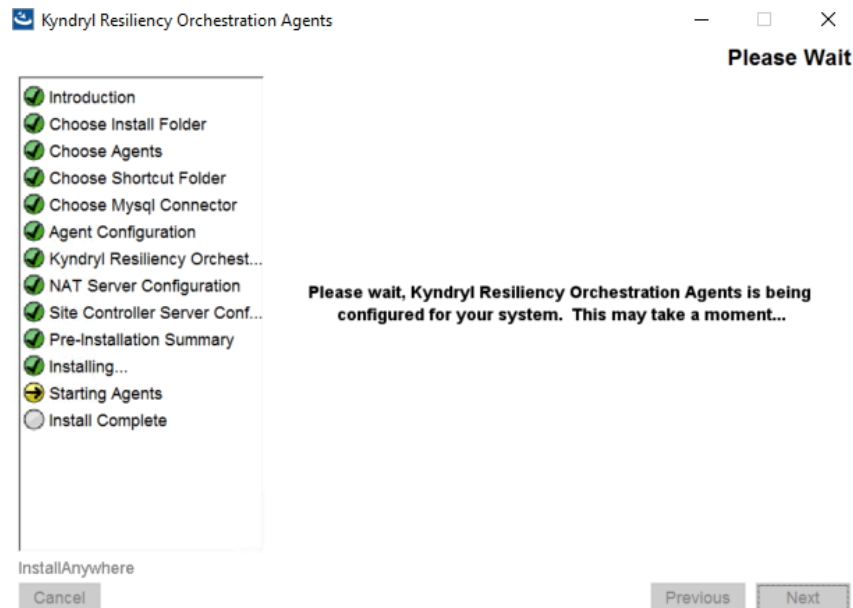 Kyndryl Resiliency Orchestration Agents
Please Wait
Introduction
Choose Install Folder
Choose Agents
Choose Shortcut Folder
Choose Mysql Connector
Agent Configuration
Kyndryl Resiliency Orchest...
NAT Server Configuration
Site Controller Server Conf...
Pre-Installation Summary
Installing...
Starting Agents
Install Complete
Please wait, Kyndryl Resiliency Orchestration Agents is being
configured for your system. This may take a moment...
InstallAnywhere
Cancel
Previous
Next